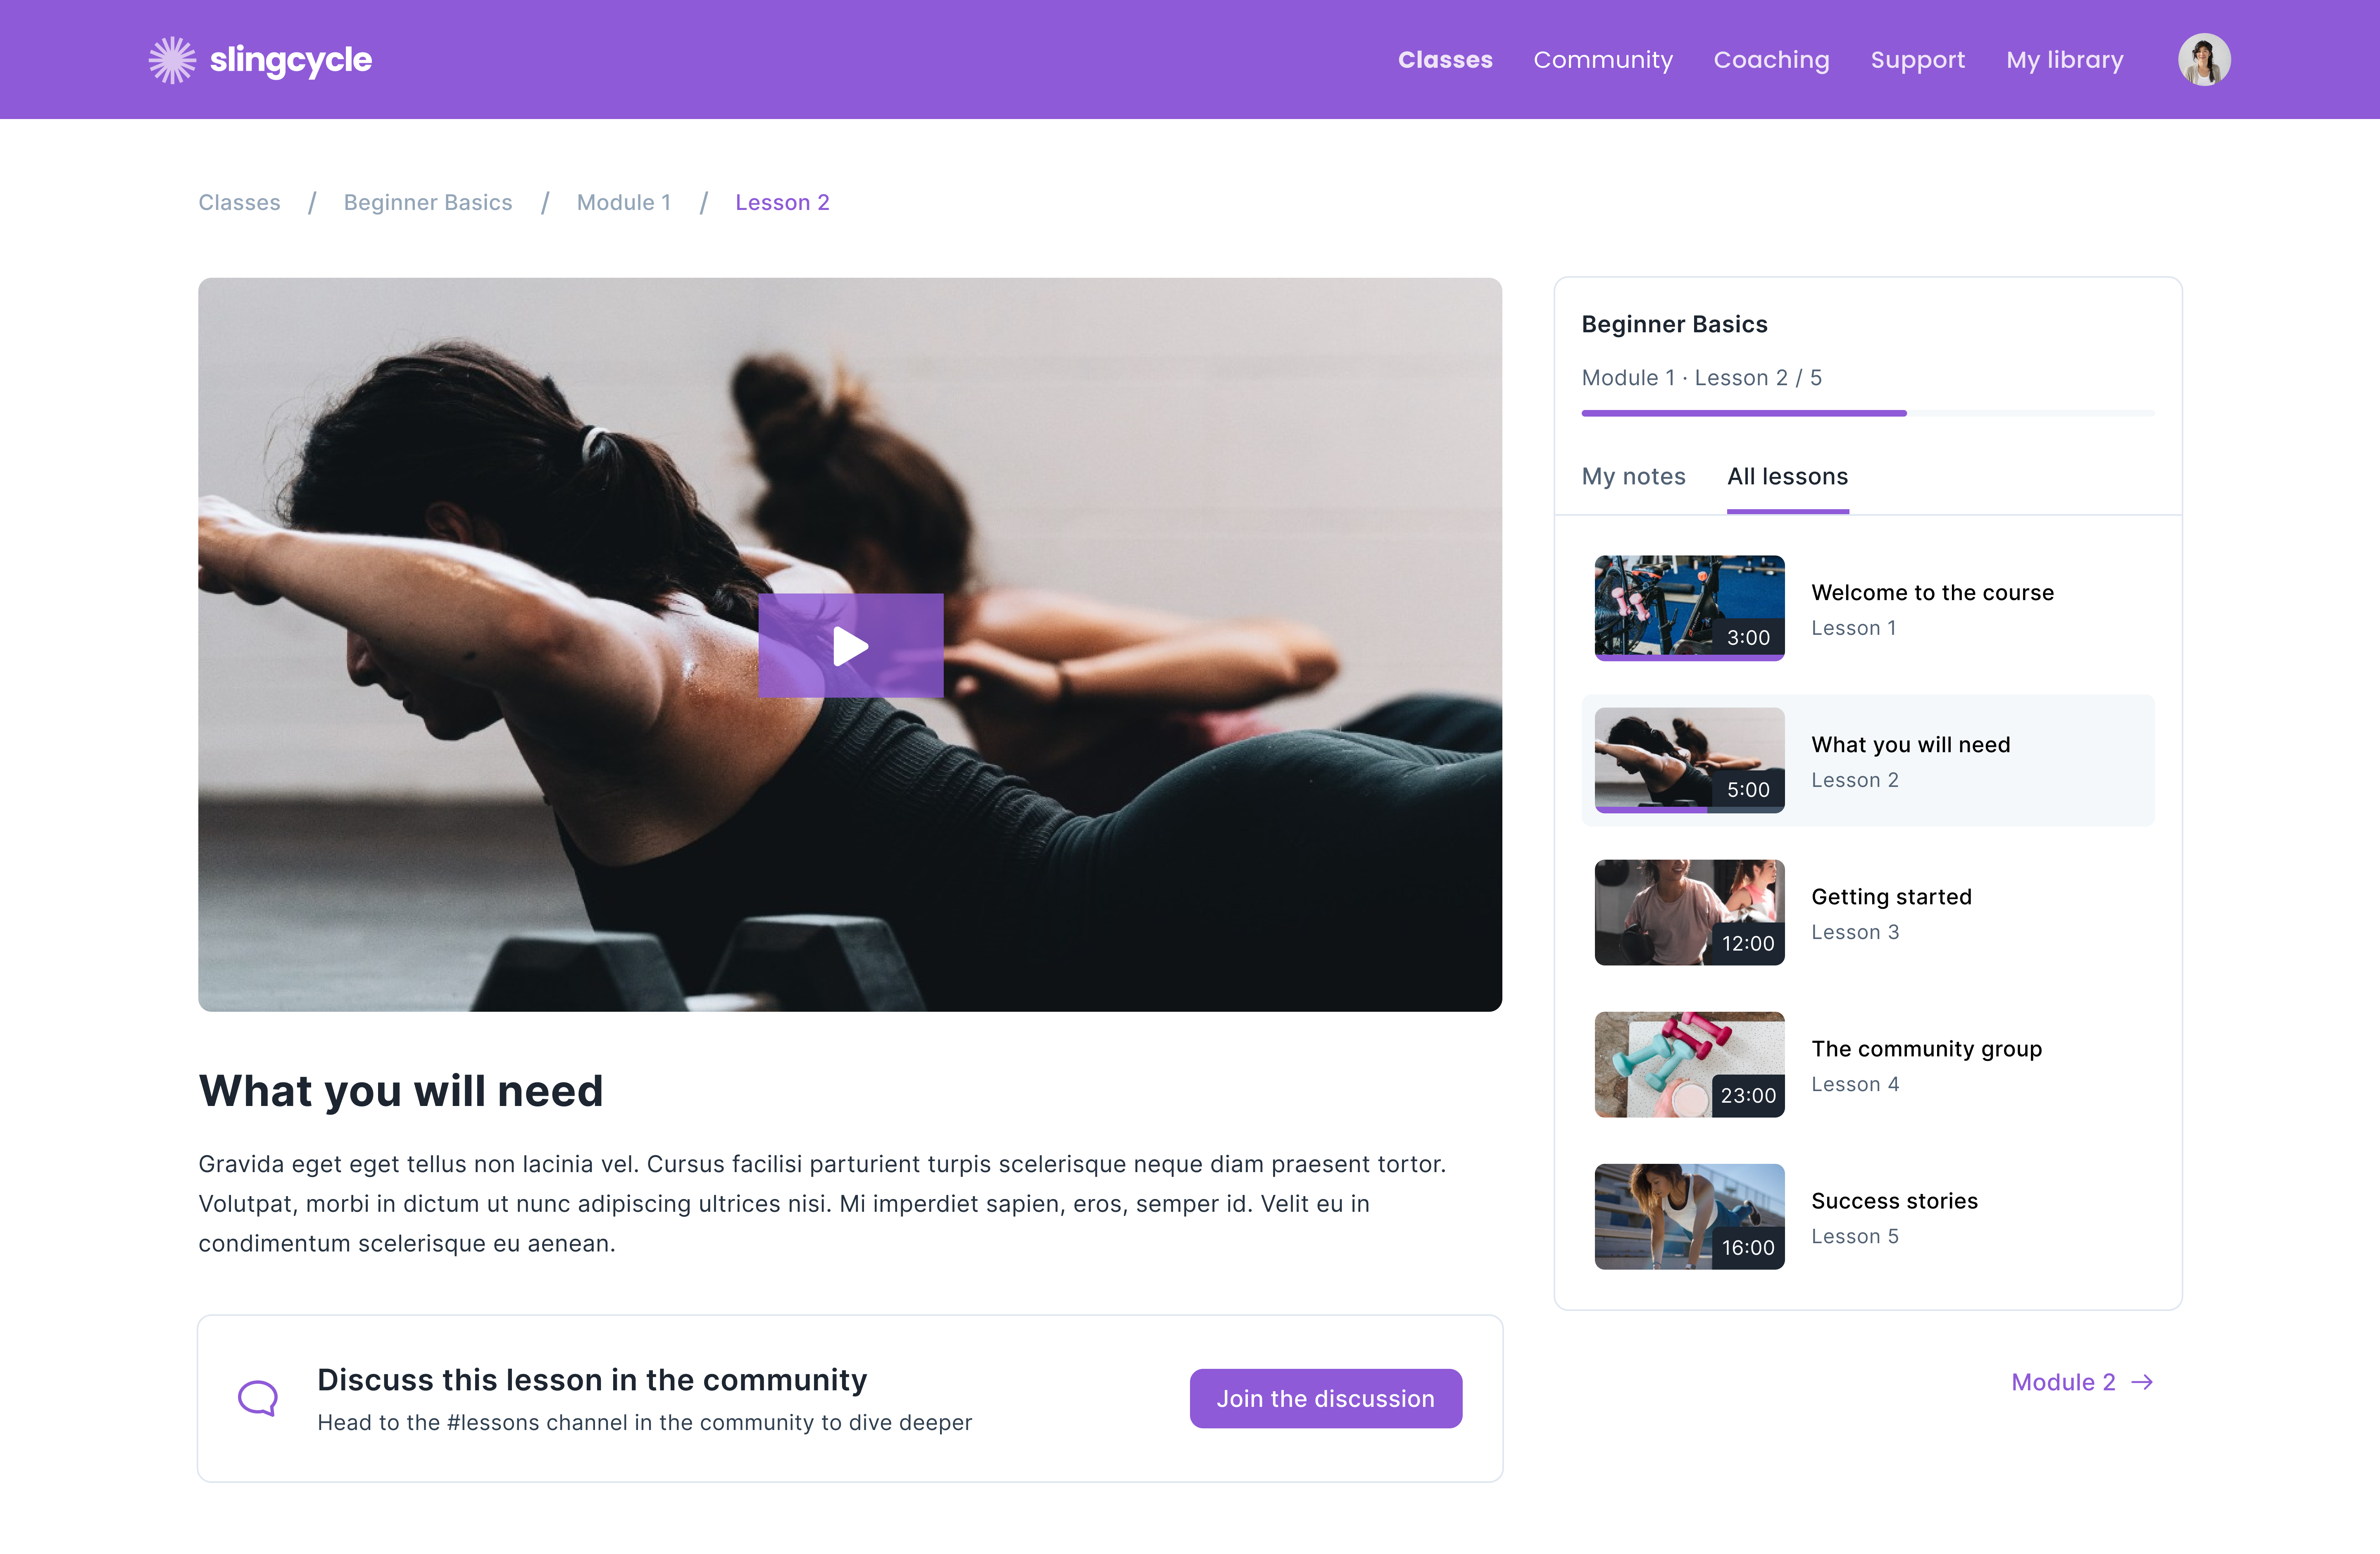 slingcycle
Classes Community Coaching Support My library
Classes / Beginner Basics / Module 1 / Lesson 2
Beginner Basics
Module 1 · Lesson 2 / 5
My notes All lessons
3:00
Welcome to the course
Lesson 1
5:00
What you will need
Lesson 2
12:00
Getting started
Lesson 3
23:00
The community group
Lesson 4
16:00
Success stories
Lesson 5
Module 2 →
What you will need
Gravida eget eget tellus non lacinia vel. Cursus facilisi parturient turpis scelerisque neque diam praesent tortor.
Volutpat, morbi in dictum ut nunc adipiscing ultrices nisi. Mi imperdiet sapien, eros, semper id. Velit eu in
condimentum scelerisque eu aenean.
Discuss this lesson in the community
Head to the #lessons channel in the community to dive deeper
Join the discussion